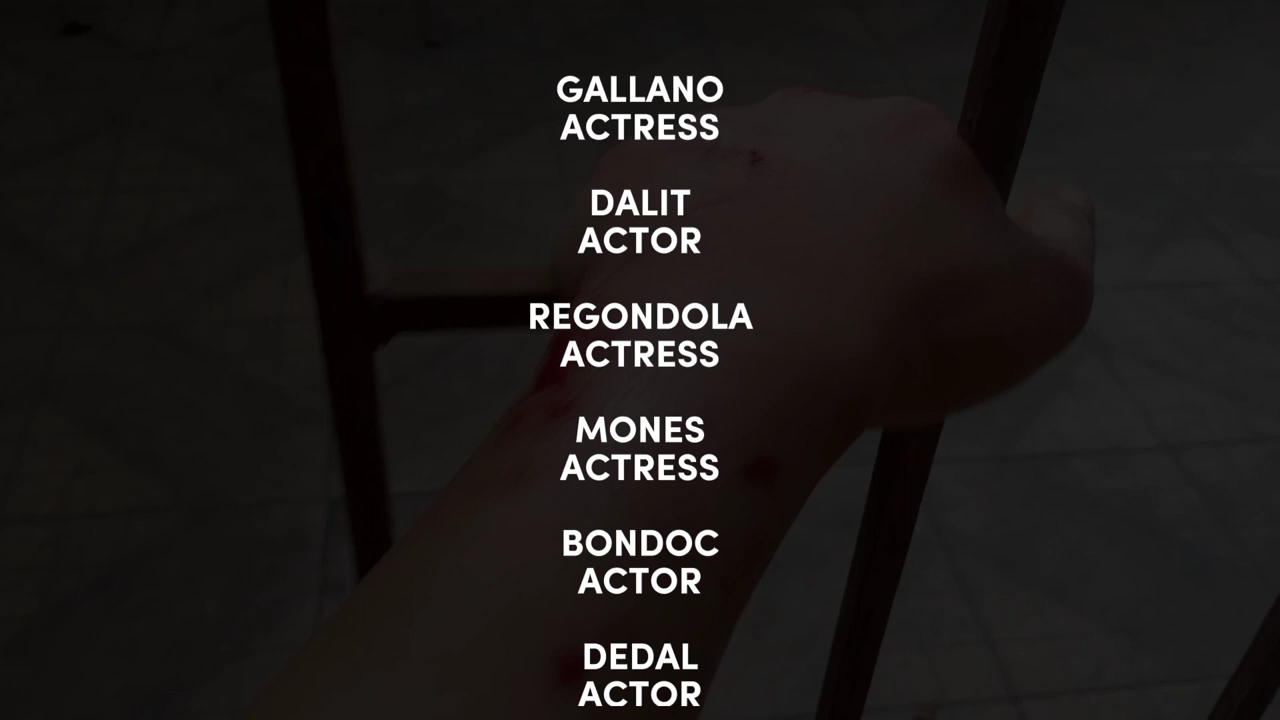 GALLANO
ACTRESS
DALIT
ACTOR
REGONDOLA
ACTRESS
MONES
ACTRESS
BONDOC
ACTOR
DEDAL
ACTOR